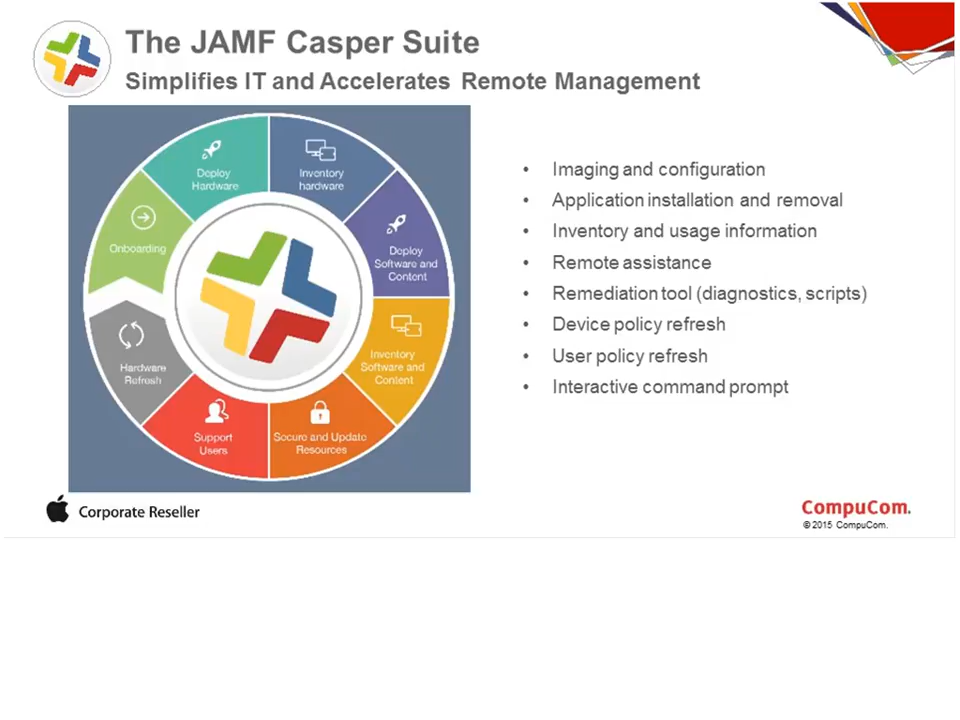 The JAMF Casper Suite
Simplifies IT and Accelerates Remote Management
Deploy
Hardware
Inventory
hardware
Onboarding
Deploy
Software and
Content
Hardware
Refresh
Inventory
Software and
Content
Support
Users
Secure and Update
Resources
• Imaging and configuration
• Application installation and removal
• Inventory and usage information
• Remote assistance
• Remediation tool (diagnostics, scripts)
• Device policy refresh
• User policy refresh
• Interactive command prompt
Corporate Reseller
CompuCom.
© 2015 CompuCom.